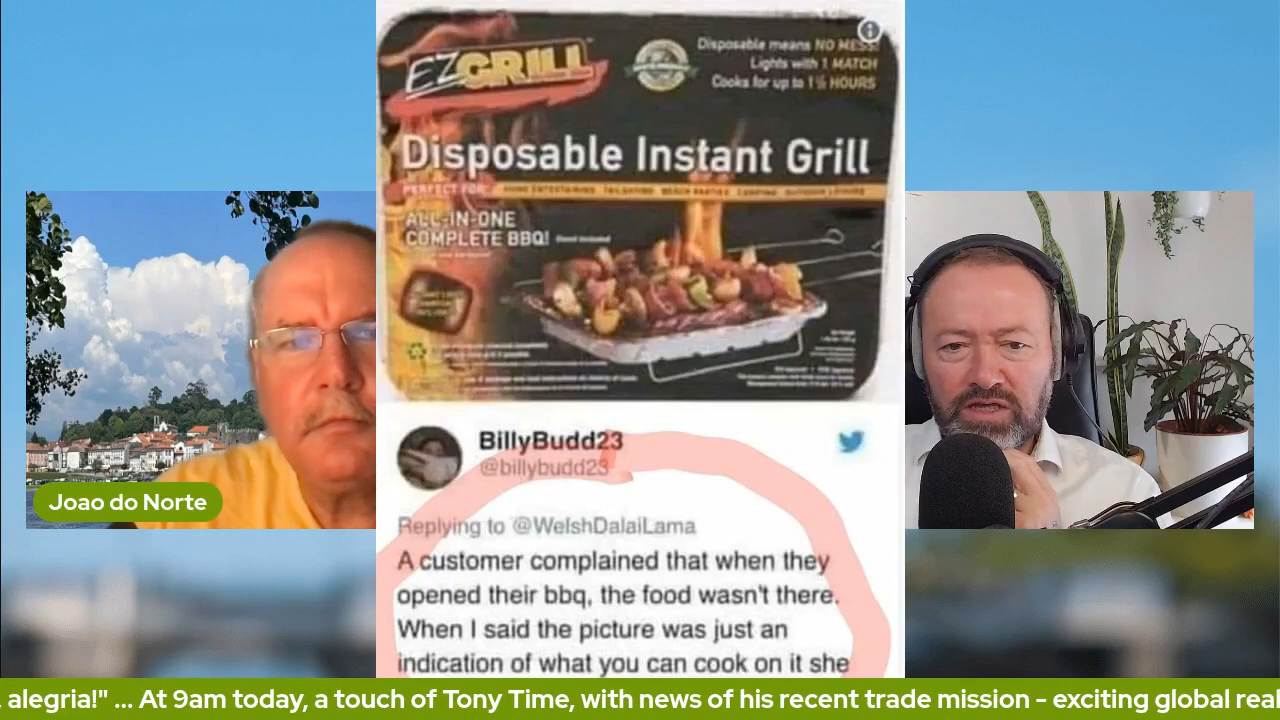 EZGRILL
Disposable means NO MESS!
Lights with 1 MATCH
Cooks for up to 1½ HOURS
Disposable Instant Grill
PERFECT FOR:
ALL-IN-ONE
COMPLETE BBQ!
BillyBudd23
@billybudd23
Replying to @WelshDalaiLama
A customer complained that when they
opened their bbq, the food wasn't there.
When I said the picture was just an
indication of what you can cook on it she
Joao do Norte
alegria!" ... At 9am today, a touch of Tony Time, with news of his recent trade mission - exciting global real